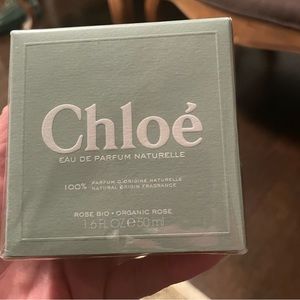 Chloé
EAU DE PARFUM NATURELLE
100% PARFUM D'ORIGINE NATURELLE
NATURAL ORIGIN FRAGRANCE
ROSE BIO • ORGANIC ROSE
1.6 FL.OZ ℮ 50 ml